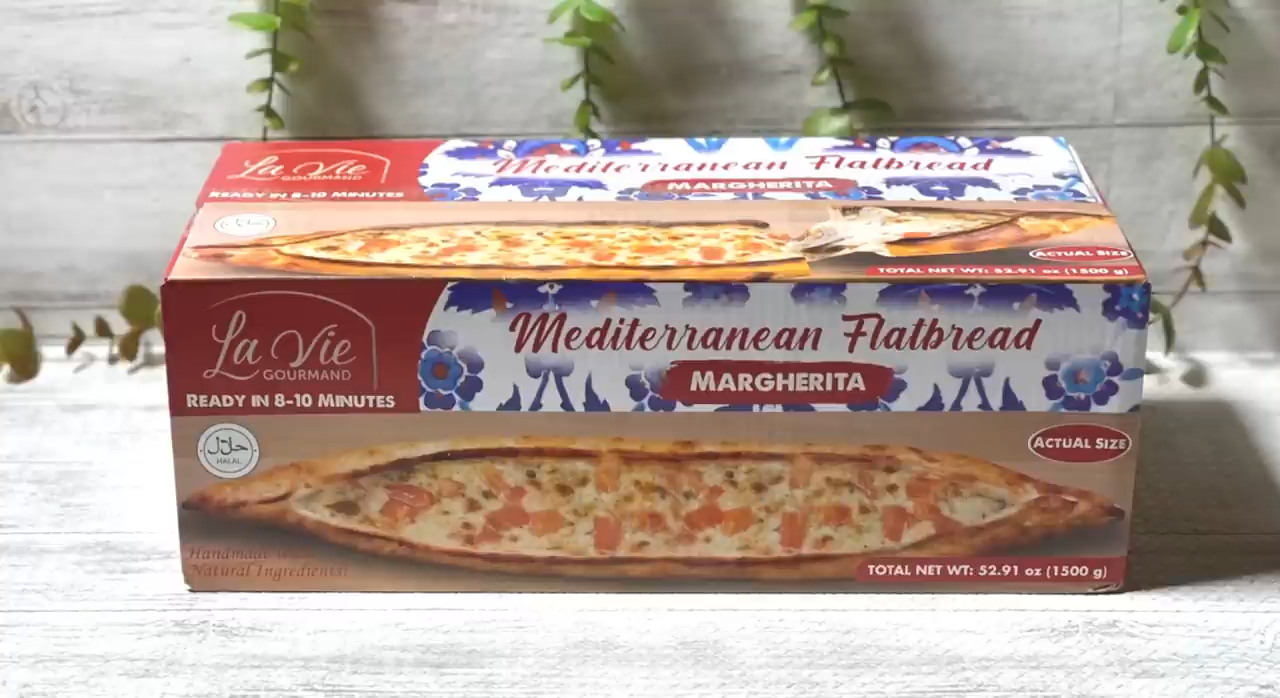 La Vie
GOURMAND
READY IN 8-10 MINUTES
Mediterranean Flatbread
MARGHERITA
حلال
ACTUAL SIZE
TOTAL NET WT: 52.91 oz (1500 g)
La Vie
GOURMAND
READY IN 8-10 MINUTES
Mediterranean Flatbread
MARGHERITA
حلال
HALAL
ACTUAL SIZE
Handmade
Natural Ingredients!
TOTAL NET WT: 52.91 oz (1500 g)